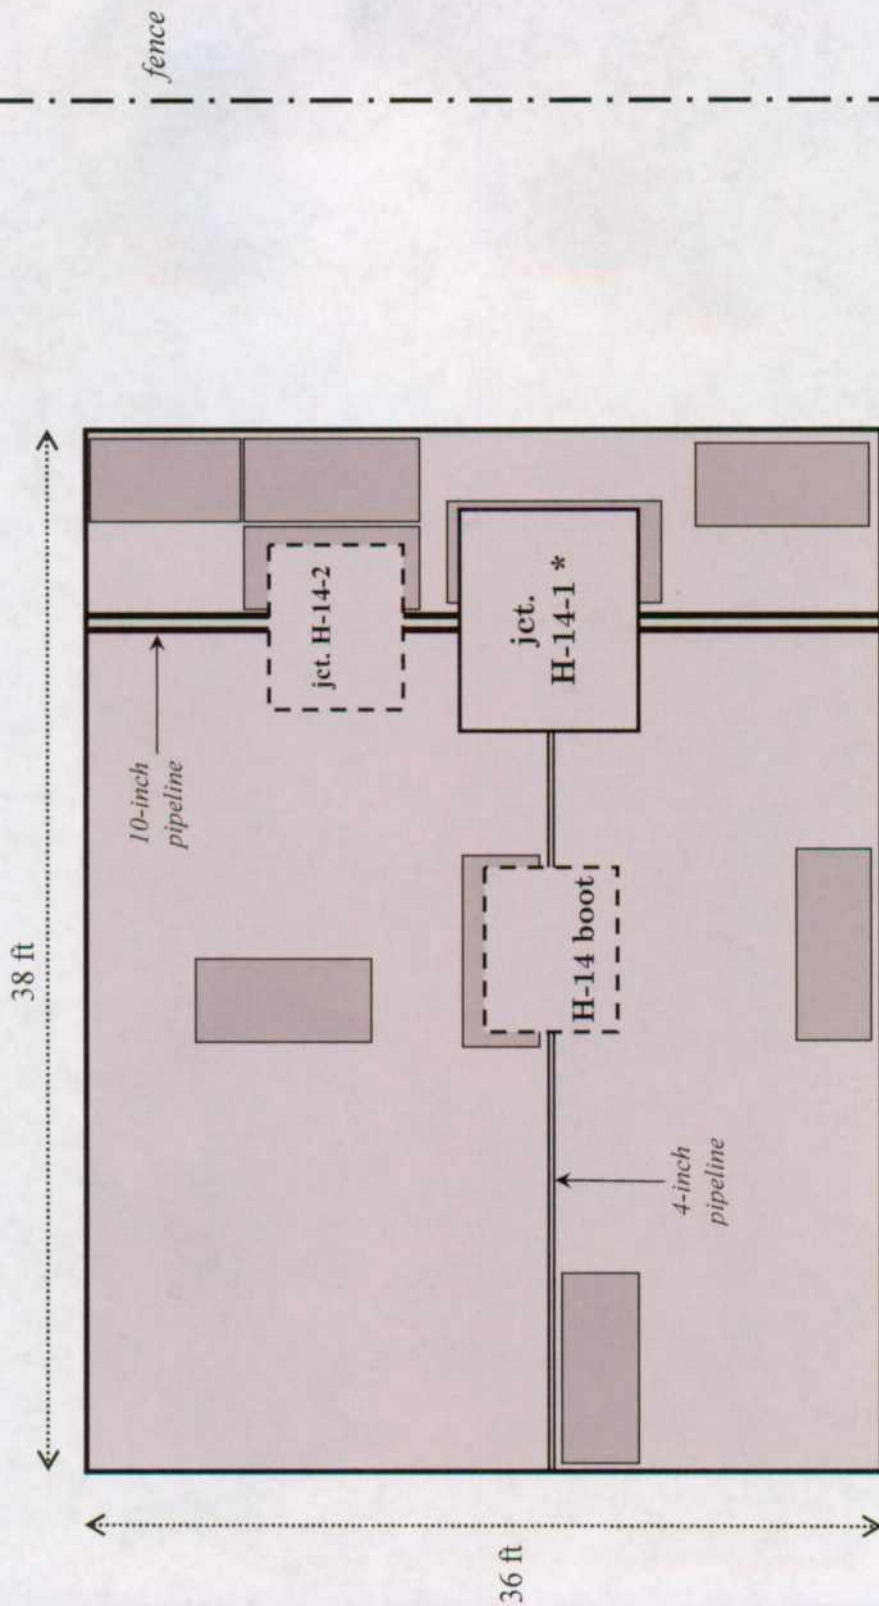 fence
38 ft
10-inch
pipeline
jct. H-14-2
jct.
H-14-1 *
H-14 boot
4-inch
pipeline
36 ft